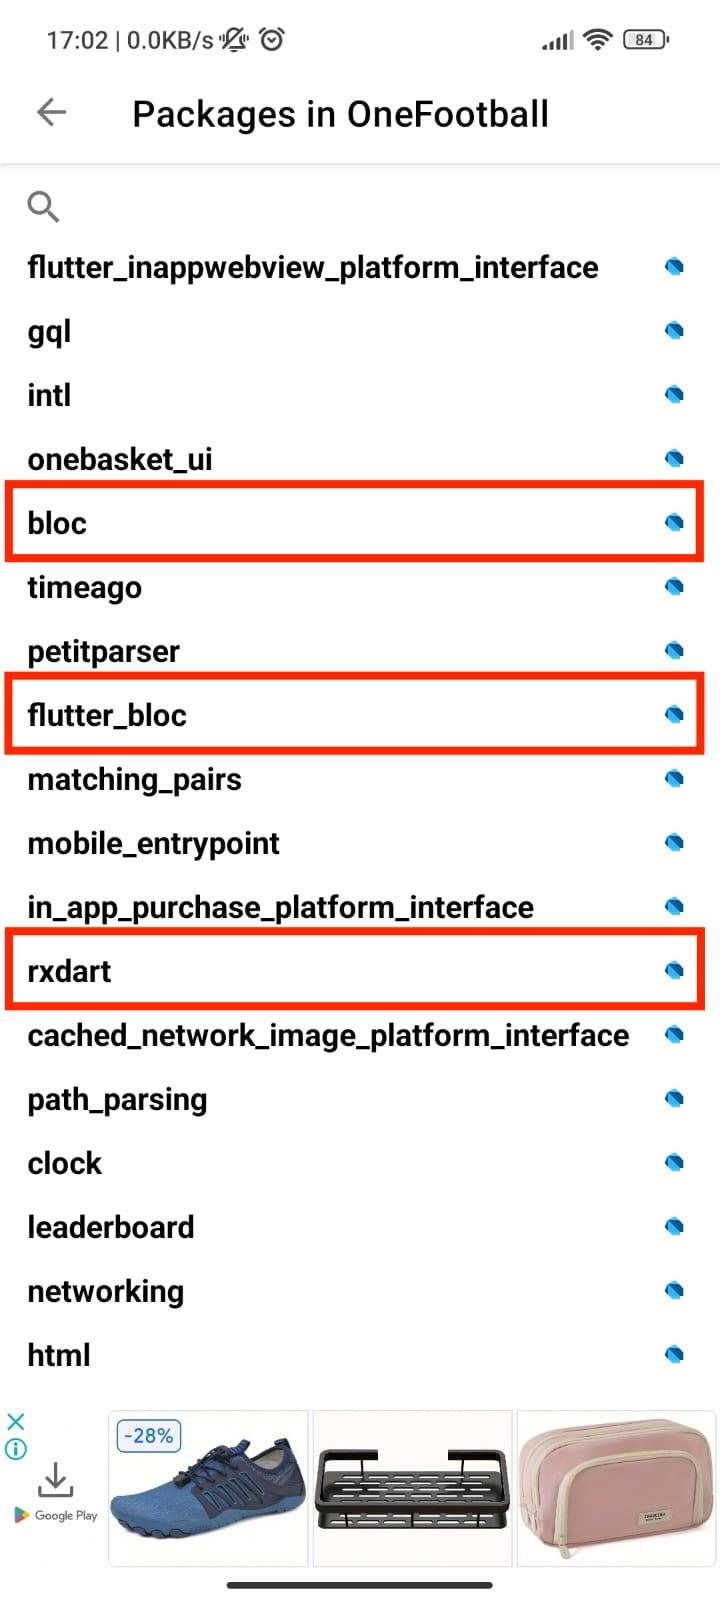 17:02 | 0.0KB/s
84
Packages in OneFootball
flutter_inappwebview_platform_interface
gql
intl
onebasket_ui
bloc
timeago
petitparser
flutter_bloc
matching_pairs
mobile_entrypoint
in_app_purchase_platform_interface
rxdart
cached_network_image_platform_interface
path_parsing
clock
leaderboard
networking
html
-28%
Google Play